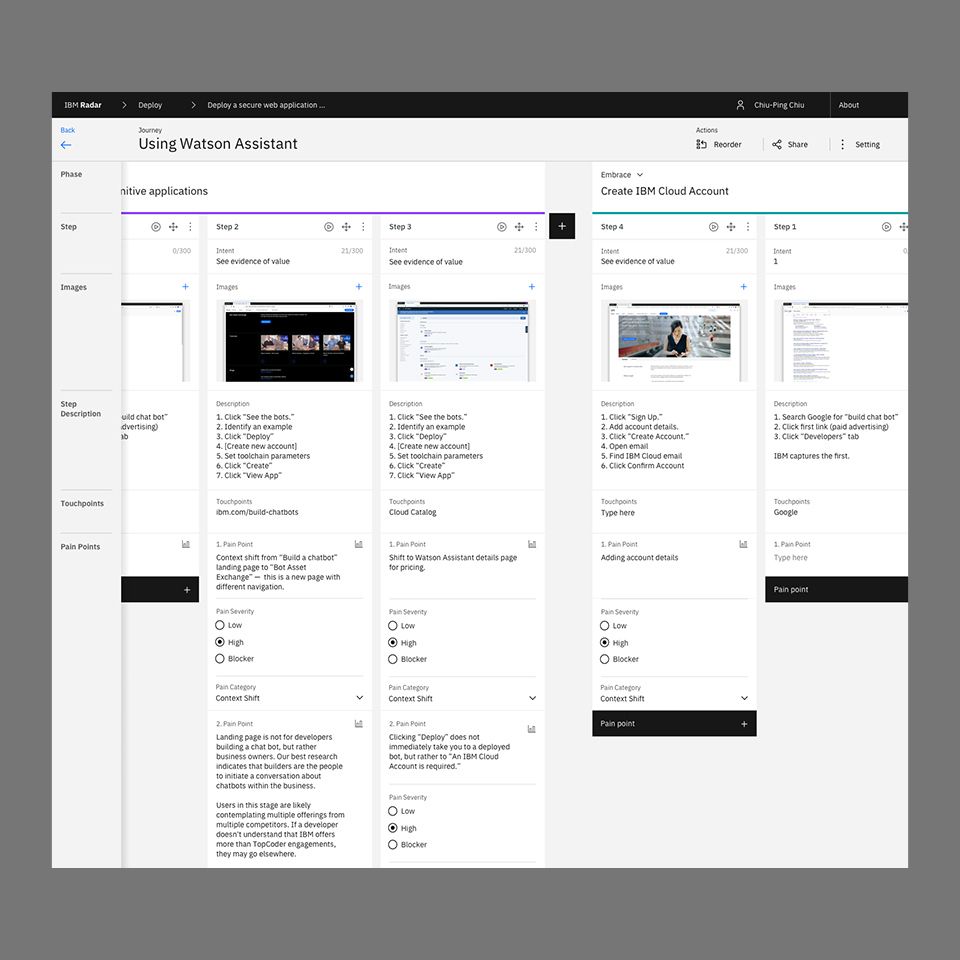 IBM Radar
Deploy
Deploy a secure web application ...
Chiu-Ping Chiu
About
Back
Journey
Using Watson Assistant
Actions
Reorder
Share
Setting
Phase
Step
Images
Step
Description
Touchpoints
Pain Points
nitive applications
0/300
build chat bot”
dvertising)
ab
Step 2
Intent
21/300
See evidence of value
Images
Description
1. Click “See the bots.”
2. Identify an example
3. Click “Deploy”
4. [Create new account]
5. Set toolchain parameters
6. Click “Create”
7. Click “View App”
Touchpoints
ibm.com/build-chatbots
1. Pain Point
Context shift from “Build a chatbot”
landing page to “Bot Asset
Exchange” — this is a new page with
different navigation.
Pain Severity
Low
High
Blocker
Pain Category
Context Shift
2. Pain Point
Landing page is not for developers
building a chat bot, but rather
business owners. Our best research
indicates that builders are the people
to initiate a conversation about
chatbots within the business.
Users in this stage are likely
contemplating multiple offerings from
multiple competitors. If a developer
doesn’t understand that IBM offers
more than TopCoder engagements,
they may go elsewhere.
Step 3
Intent
21/300
See evidence of value
Images
Description
1. Click “See the bots.”
2. Identify an example
3. Click “Deploy”
4. [Create new account]
5. Set toolchain parameters
6. Click “Create”
7. Click “View App”
Touchpoints
Cloud Catalog
1. Pain Point
Shift to Watson Assistant details page
for pricing.
Pain Severity
Low
High
Blocker
Pain Category
Context Shift
2. Pain Point
Clicking “Deploy” does not
immediately take you to a deployed
bot, but rather to “An IBM Cloud
Account is required.”
Pain Severity
Low
High
Blocker
Embrace
Create IBM Cloud Account
Step 4
Intent
21/300
See evidence of value
Images
Description
1. Click “Sign Up.”
2. Add account details.
3. Click “Create Account.”
4. Open email
5. Find IBM Cloud email
6. Click Confirm Account
Touchpoints
Type here
1. Pain Point
Adding account details
Pain Severity
Low
High
Blocker
Pain Category
Context Shift
Pain point
Step 1
Intent
0
1
Images
Description
1. Search Google for “build chat bot”
2. Click first link (paid advertising)
3. Click “Developers” tab
IBM captures the first.
Touchpoints
Google
1. Pain Point
Type here
Pain point